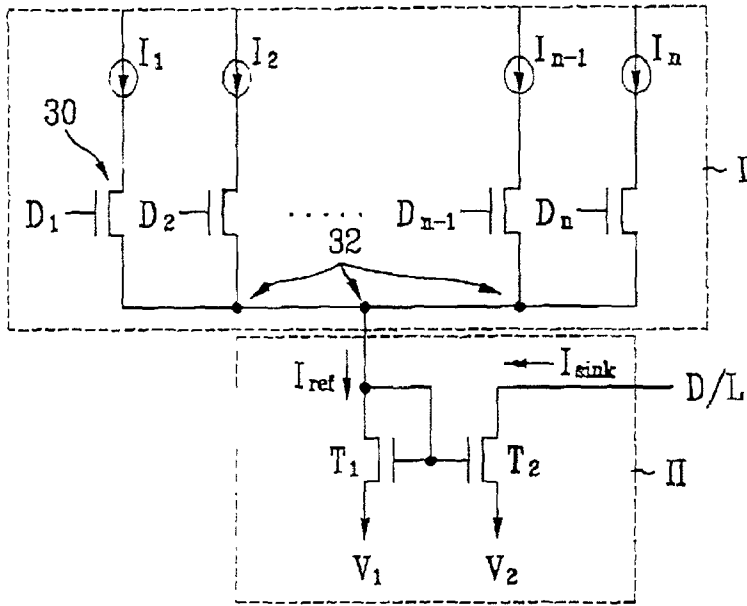 I₁ I₂ Iₙ₋₁ Iₙ
30
I
D₁ D₂ ..... Dₙ₋₁ Dₙ
32
Iref Isink D/L
T₁ T₂ II
V₁ V₂